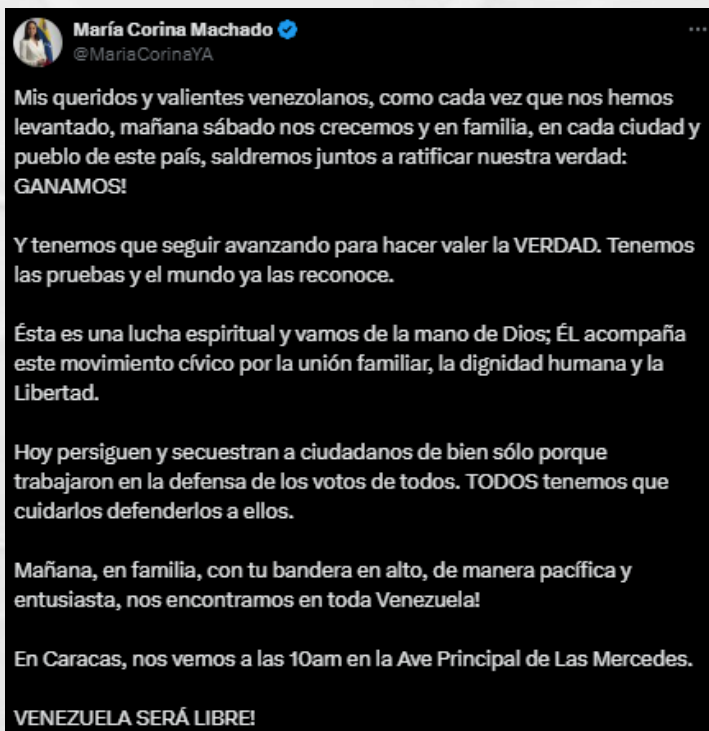 María Corina Machado
@MariaCorinaYA
Mis queridos y valientes venezolanos, como cada vez que nos hemos
levantado, mañana sábado nos crecemos y en familia, en cada ciudad y
pueblo de este país, saldremos juntos a ratificar nuestra verdad:
GANAMOS!
Y tenemos que seguir avanzando para hacer valer la VERDAD. Tenemos
las pruebas y el mundo ya las reconoce.
Ésta es una lucha espiritual y vamos de la mano de Dios; ÉL acompaña
este movimiento cívico por la unión familiar, la dignidad humana y la
Libertad.
Hoy persiguen y secuestran a ciudadanos de bien sólo porque
trabajaron en la defensa de los votos de todos. TODOS tenemos que
cuidarlos defenderlos a ellos.
Mañana, en familia, con tu bandera en alto, de manera pacífica y
entusiasta, nos encontramos en toda Venezuela!
En Caracas, nos vemos a las 10am en la Ave Principal de Las Mercedes.
VENEZUELA SERÁ LIBRE!